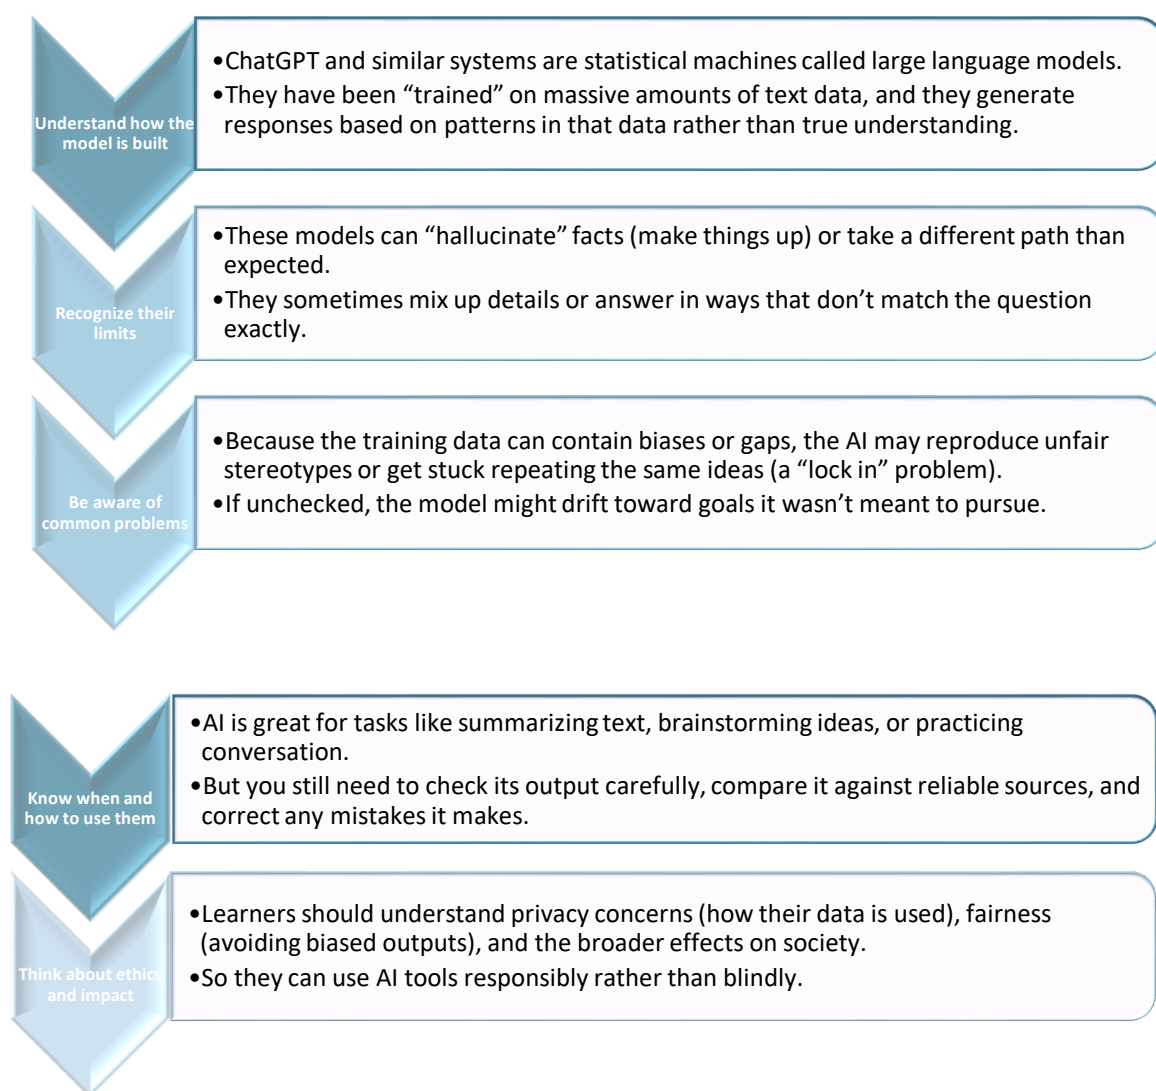 Understand how the
model is built
•ChatGPT and similar systems are statistical machines called large language models.
•They have been “trained” on massive amounts of text data, and they generate
responses based on patterns in that data rather than true understanding.
Recognize their
limits
•These models can “hallucinate” facts (make things up) or take a different path than
expected.
•They sometimes mix up details or answer in ways that don’t match the question
exactly.
Be aware of
common problems
•Because the training data can contain biases or gaps, the AI may reproduce unfair
stereotypes or get stuck repeating the same ideas (a “lock in” problem).
•If unchecked, the model might drift toward goals it wasn’t meant to pursue.
Know when and
how to use them
•AI is great for tasks like summarizing text, brainstorming ideas, or practicing
conversation.
•But you still need to check its output carefully, compare it against reliable sources, and
correct any mistakes it makes.
Think about ethics
and impact
•Learners should understand privacy concerns (how their data is used), fairness
(avoiding biased outputs), and the broader effects on society.
•So they can use AI tools responsibly rather than blindly.